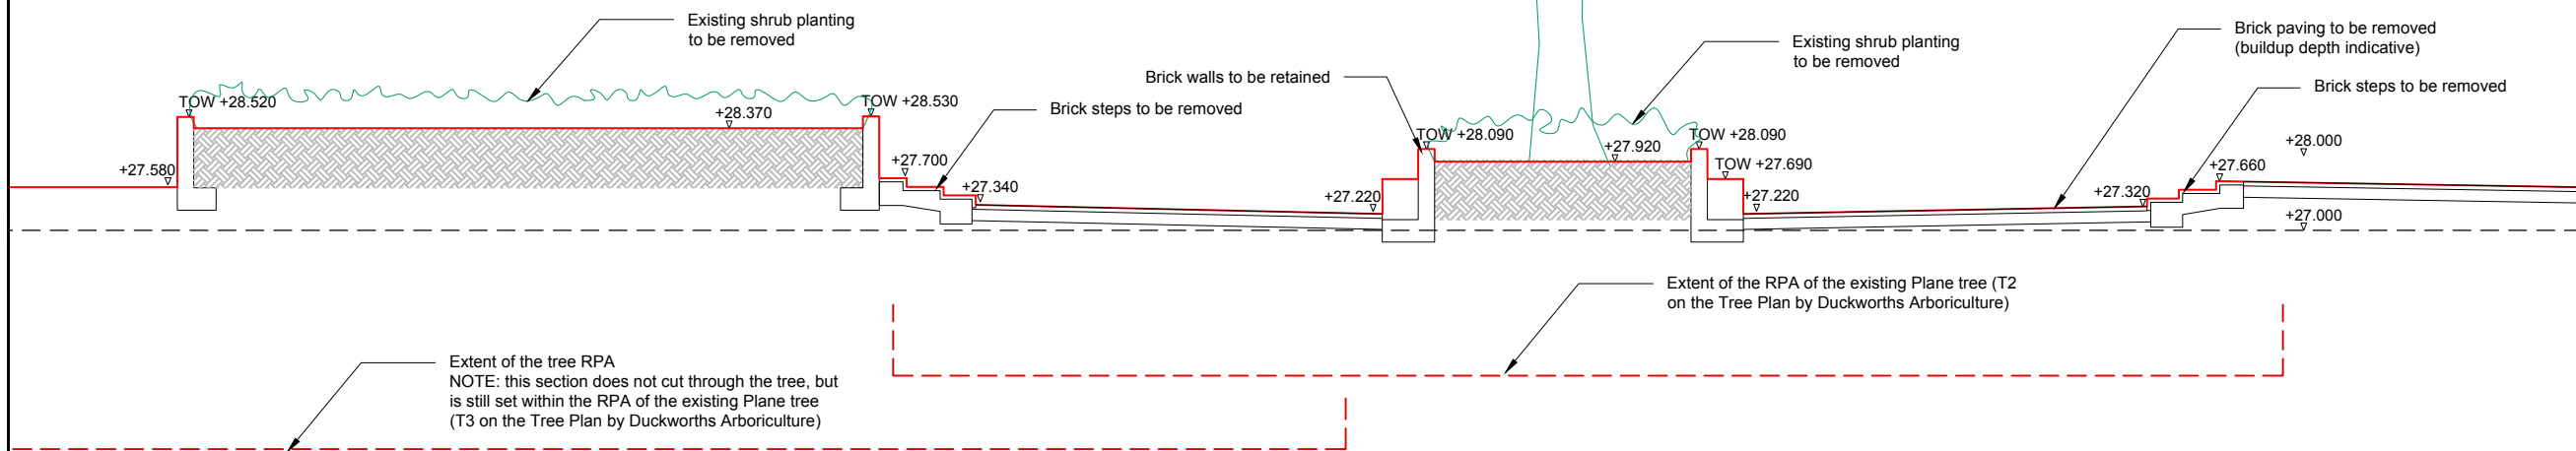 Existing shrub planting
to be removed
TOW +28.520
+28.370
TOW +28.530
+27.580
+27.700
+27.340
Brick steps to be removed
Brick walls to be retained
Existing shrub planting
to be removed
TOW +28.090
+27.920
TOW +28.090
TOW +27.690
+27.220
+27.220
Brick paving to be removed
(buildup depth indicative)
Brick steps to be removed
+28.000
+27.660
+27.320
+27.000
Extent of the RPA of the existing Plane tree (T2
on the Tree Plan by Duckworths Arboriculture)
Extent of the tree RPA
NOTE: this section does not cut through the tree, but
is still set within the RPA of the existing Plane tree
(T3 on the Tree Plan by Duckworths Arboriculture)